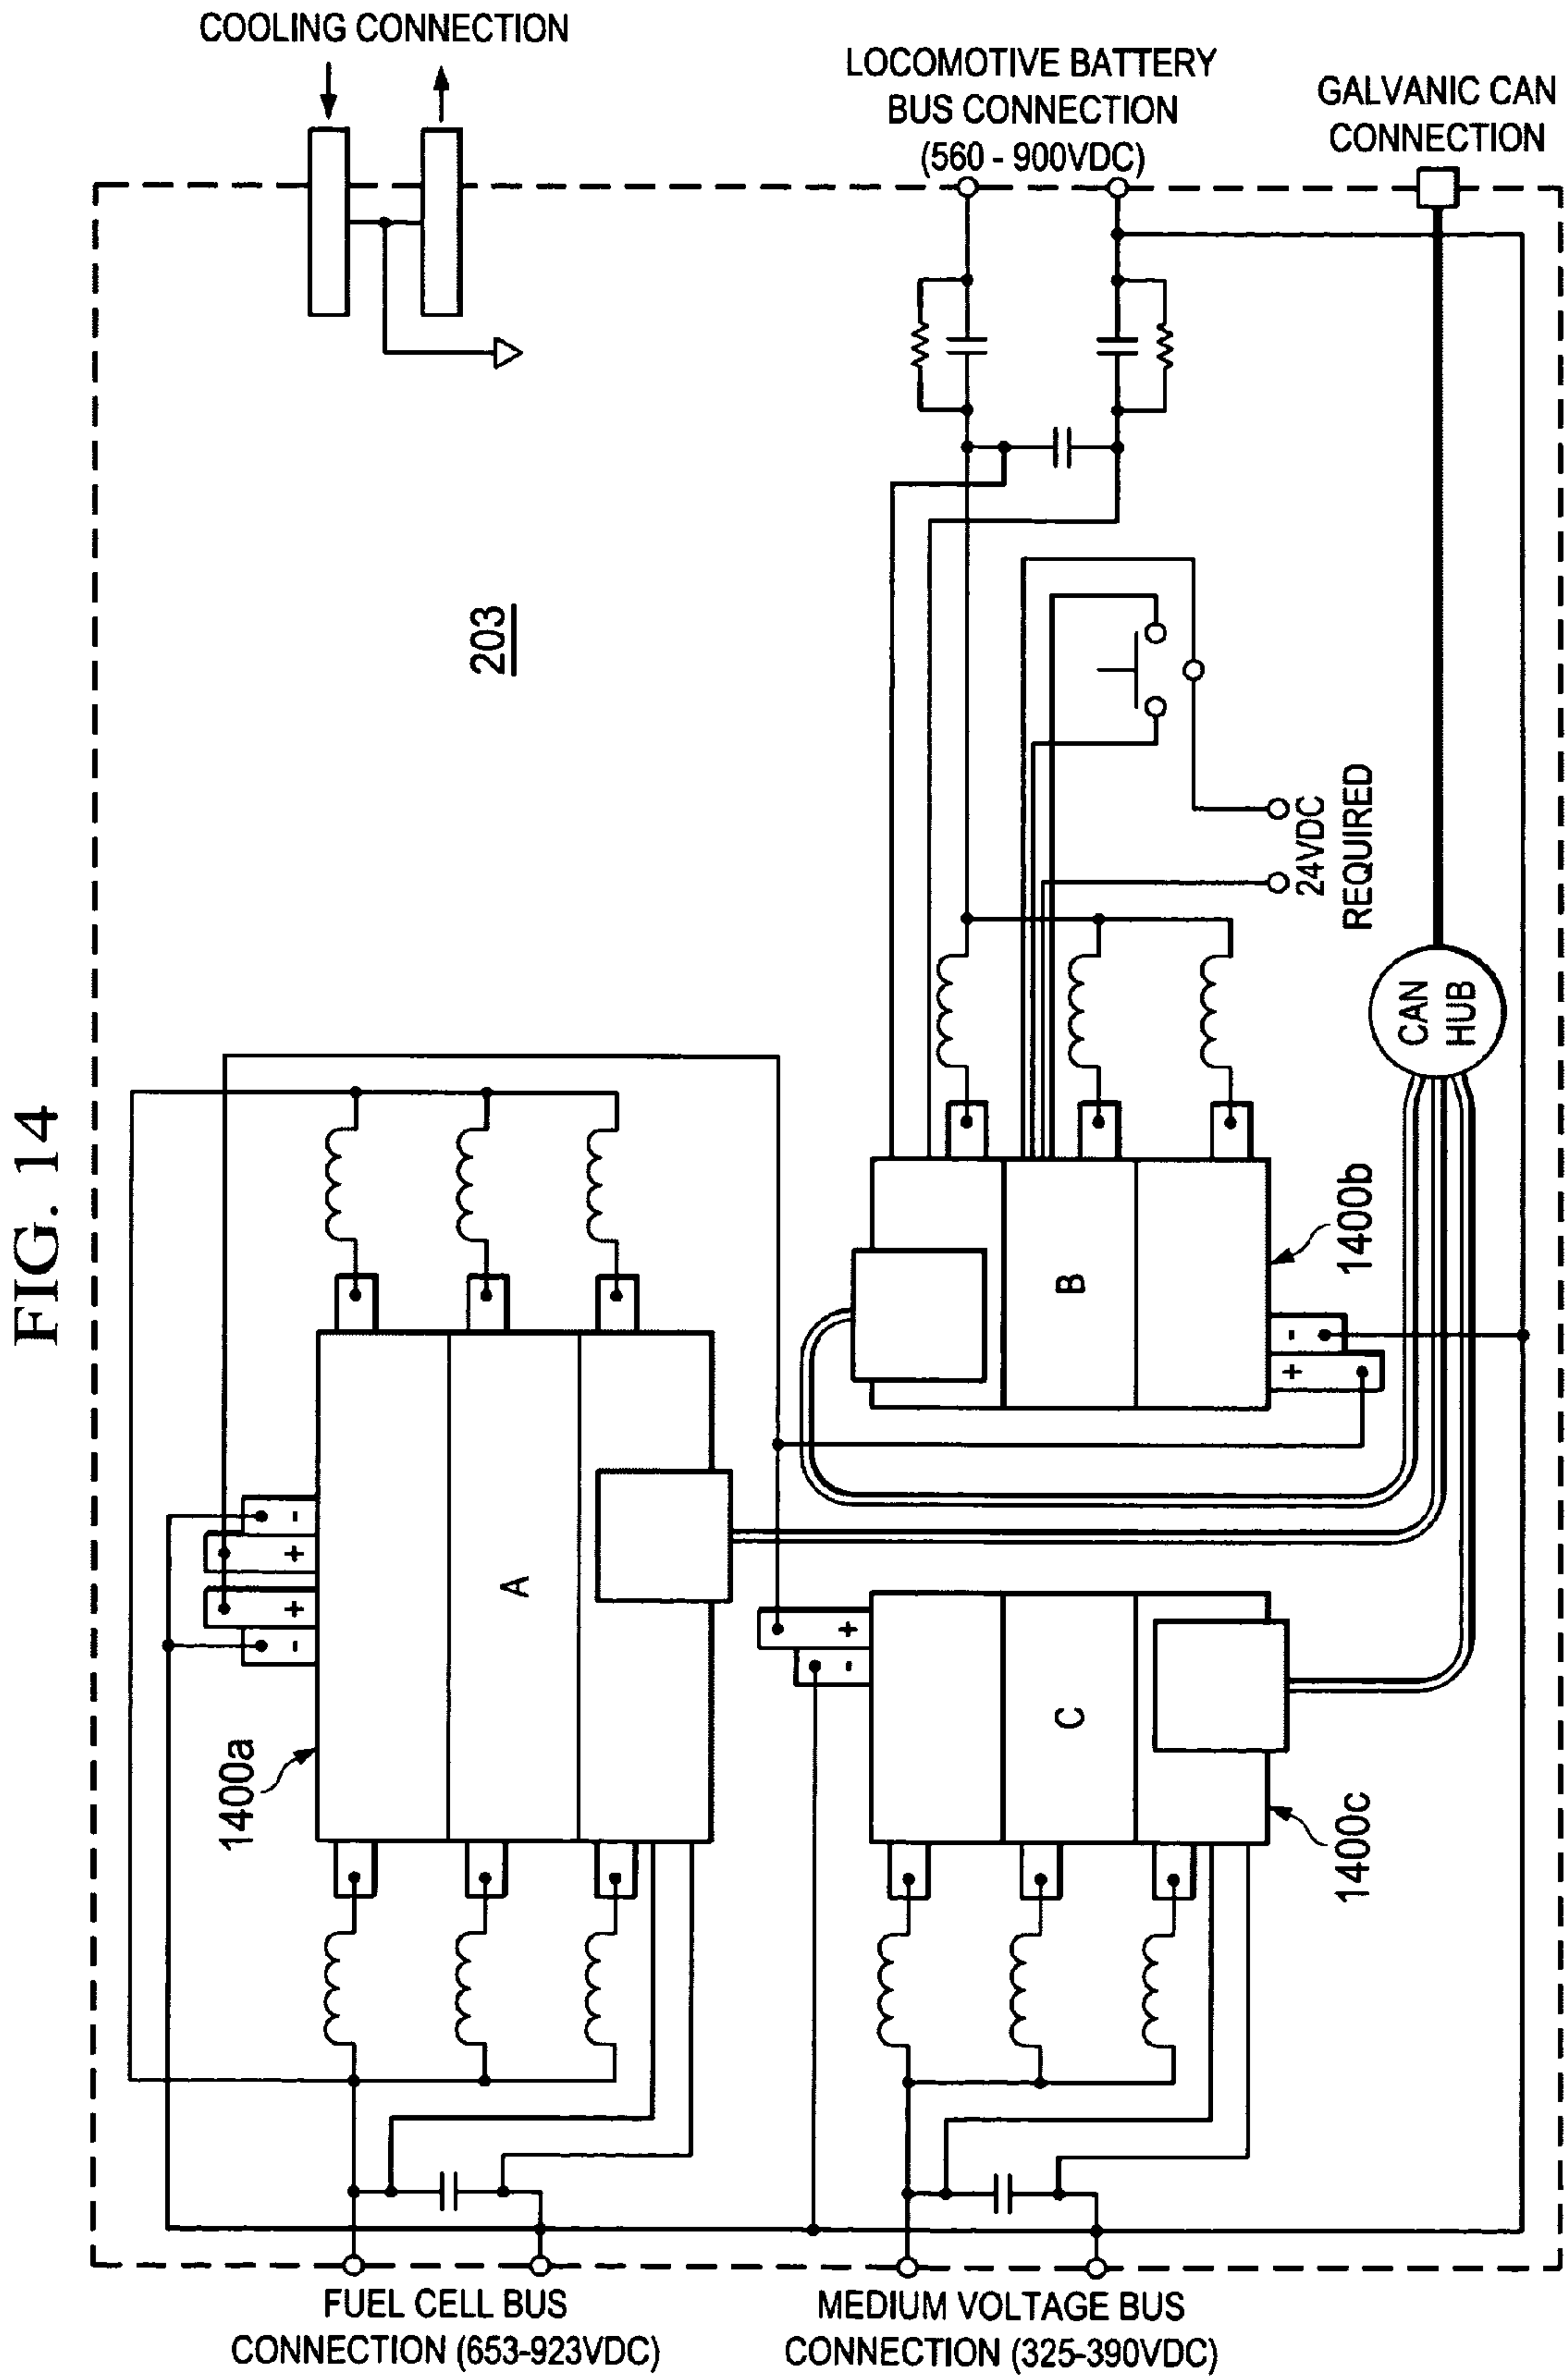 FIG. 14
COOLING CONNECTION
LOCOMOTIVE BATTERY
BUS CONNECTION
(560 - 900VDC)
GALVANIC CAN
CONNECTION
203
24VDC
REQUIRED
CAN
HUB
1400a
A
-
+
+
-
1400b
B
-
+
1400c
C
+
-
FUEL CELL BUS
CONNECTION (653-923VDC)
MEDIUM VOLTAGE BUS
CONNECTION (325-390VDC)